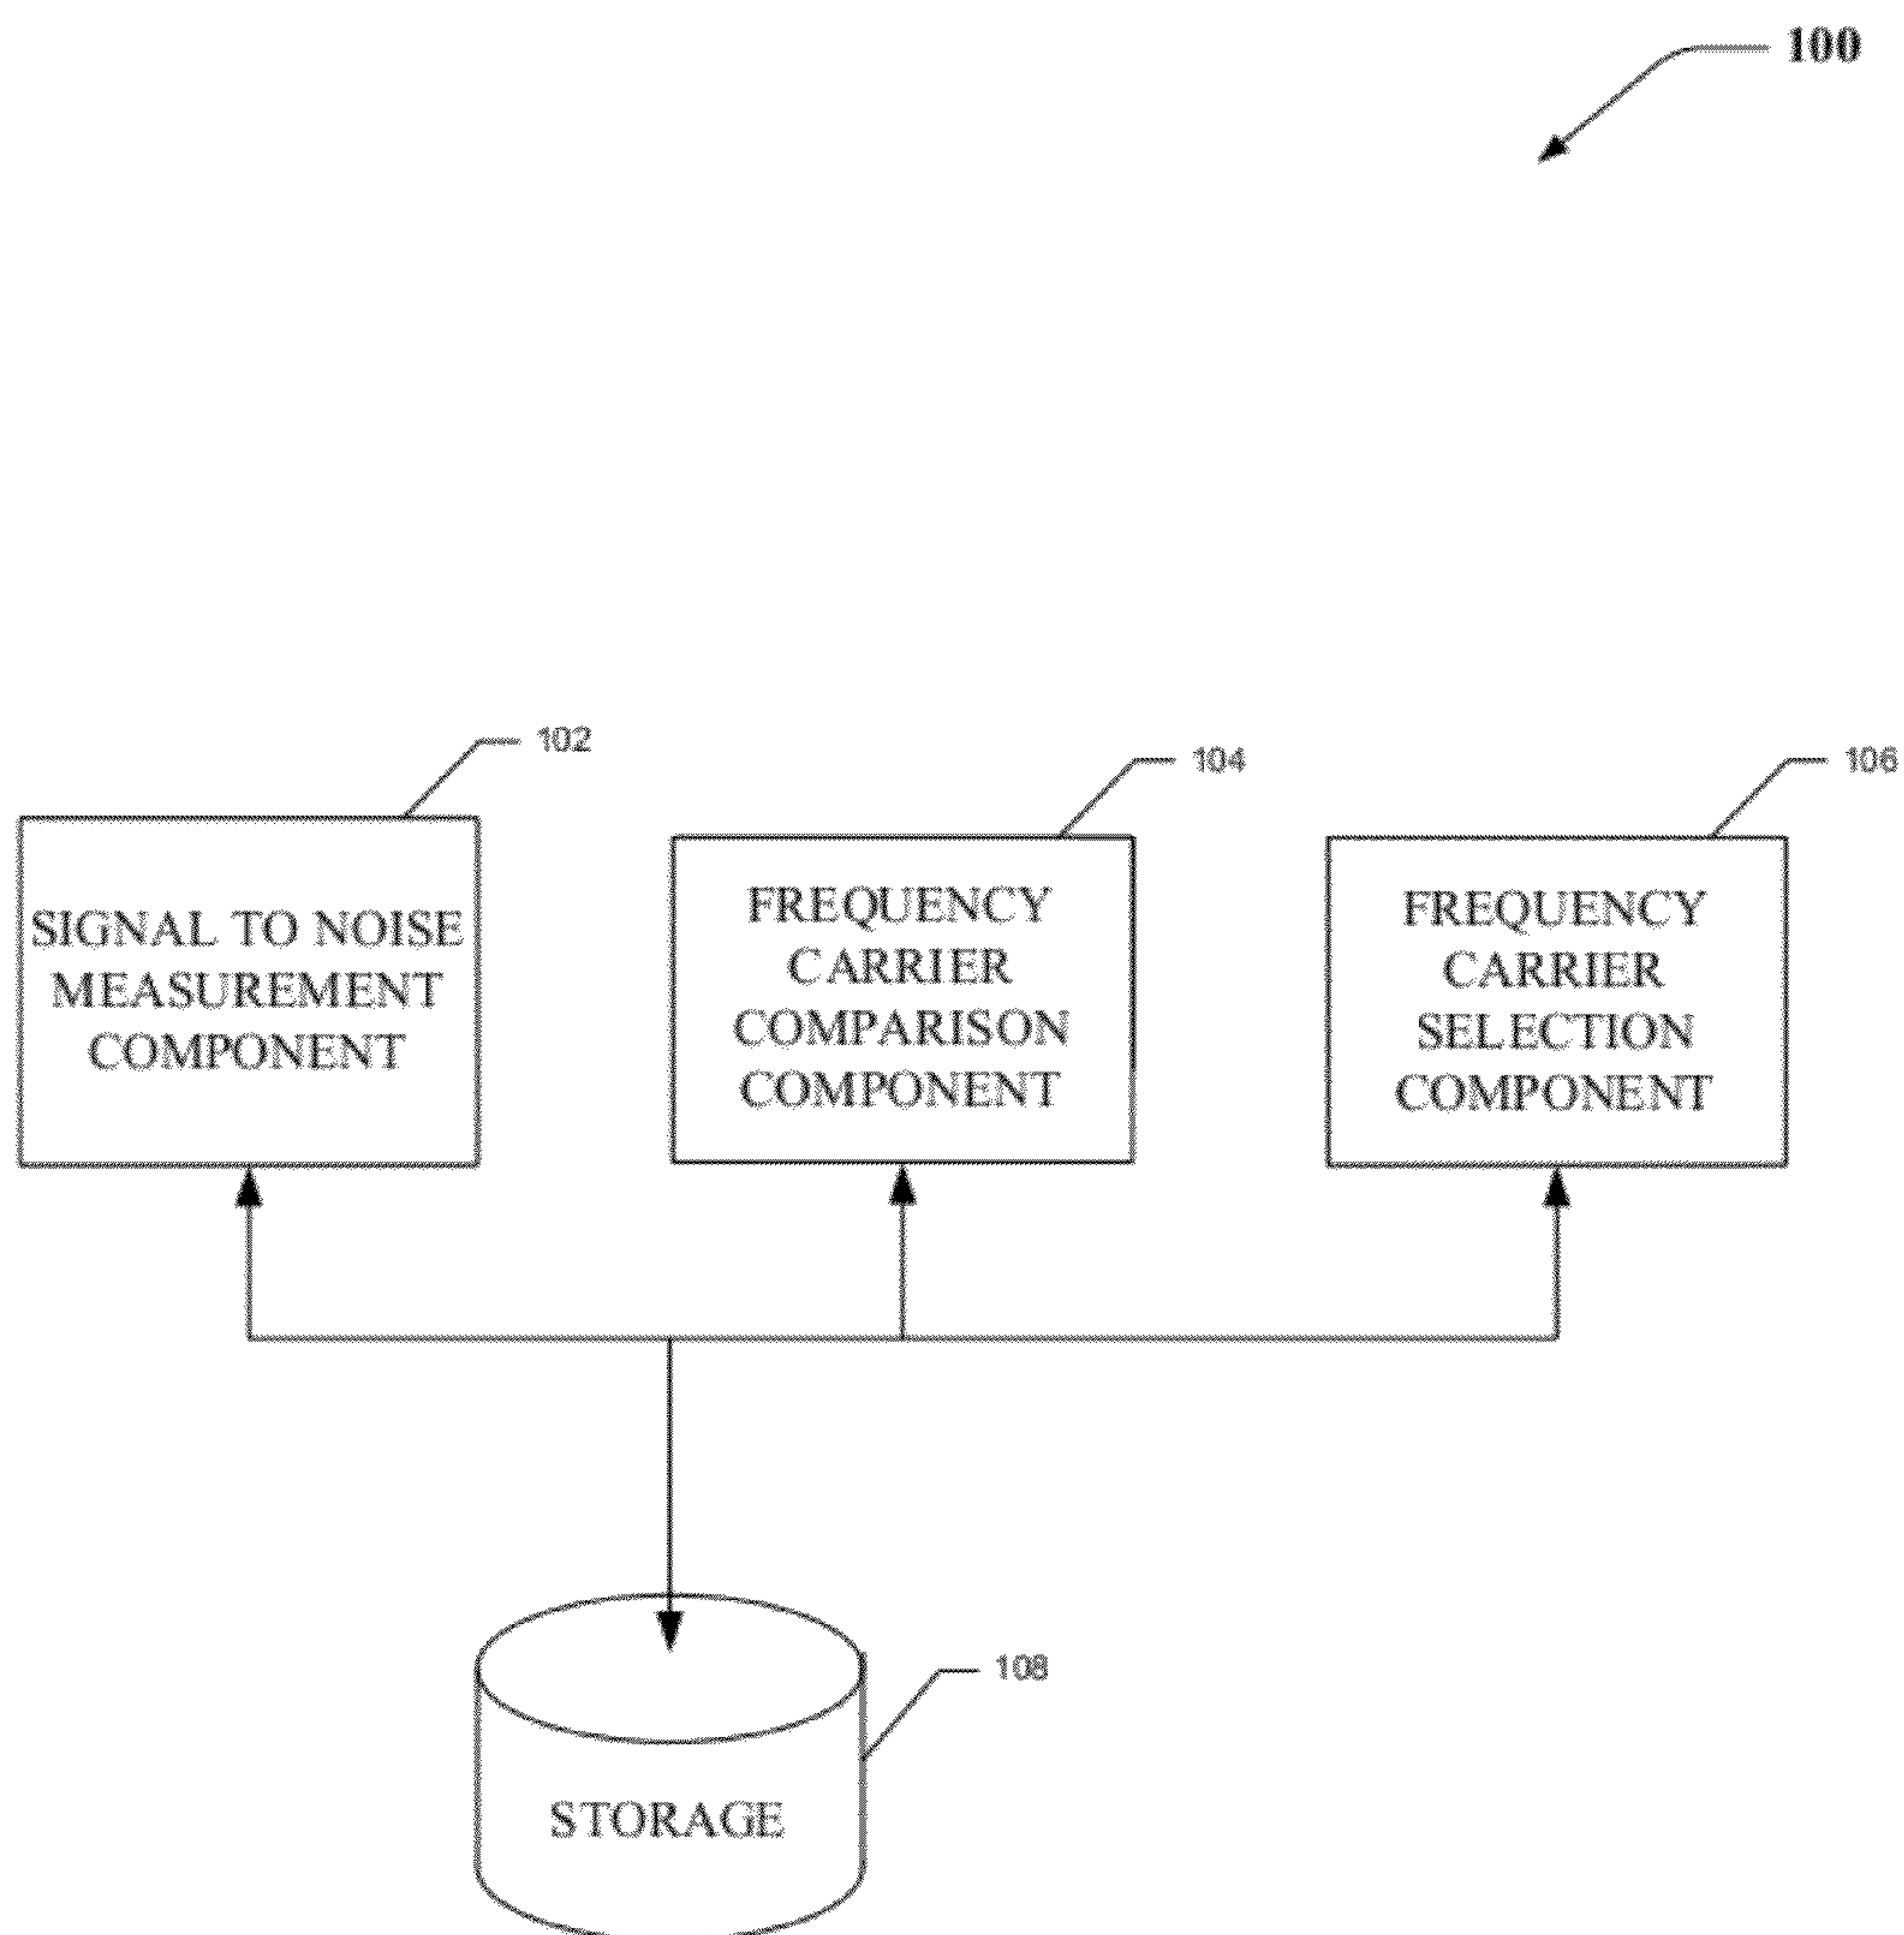 100
102
104
106
SIGNAL TO NOISE
MEASUREMENT
COMPONENT
FREQUENCY
CARRIER
COMPARISON
COMPONENT
FREQUENCY
CARRIER
SELECTION
COMPONENT
108
STORAGE